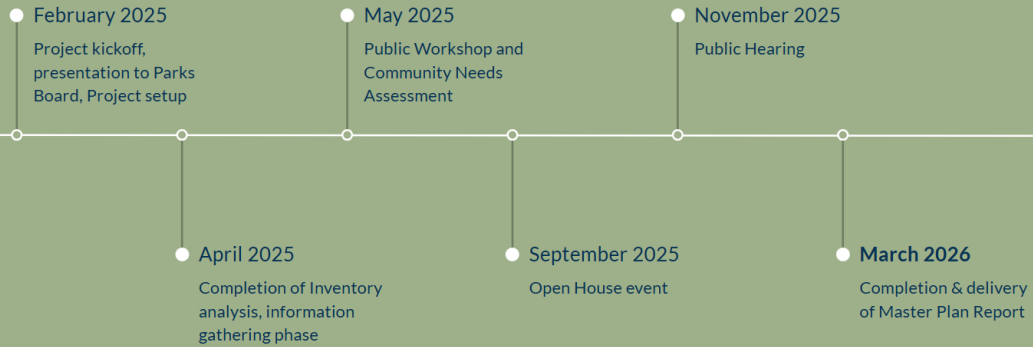 February 2025
Project kickoff,
presentation to Parks
Board, Project setup
April 2025
Completion of Inventory
analysis, information
gathering phase
May 2025
Public Workshop and
Community Needs
Assessment
September 2025
Open House event
November 2025
Public Hearing
March 2026
Completion & delivery
of Master Plan Report